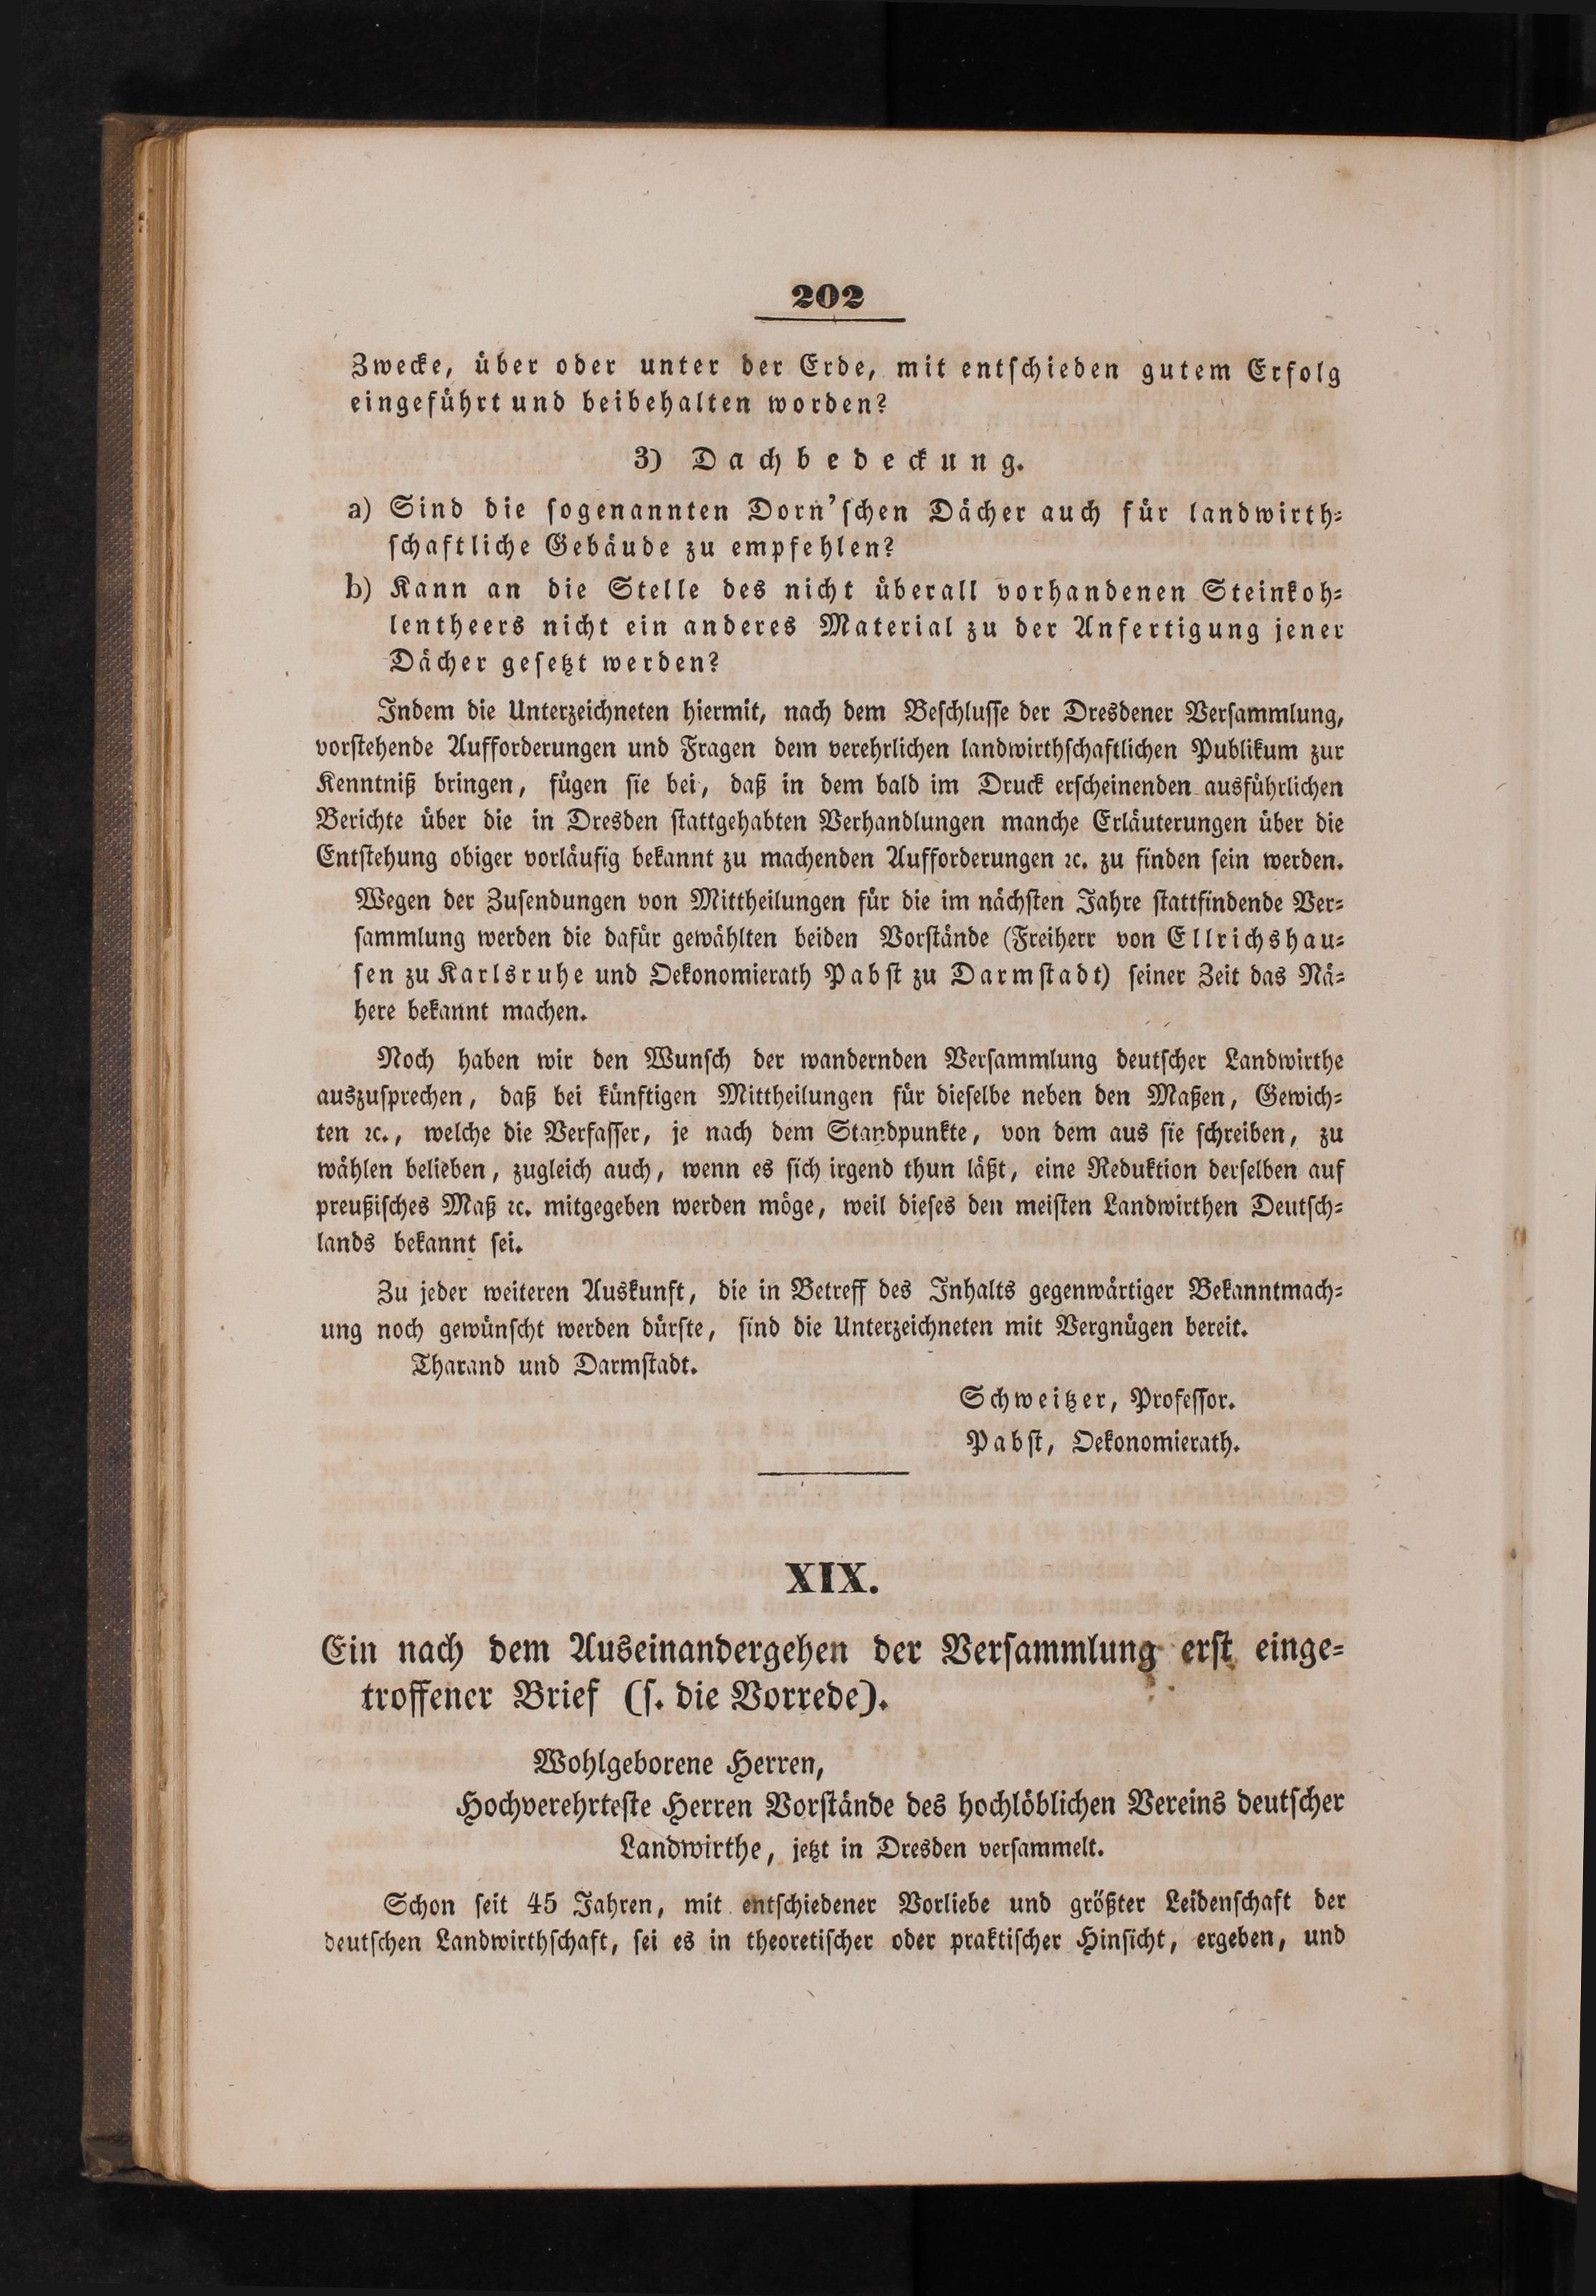 202
Zwecke, über oder unter der Erde, mit entschieden gutem Erfolg
eingeführt und beibehalten worden?
3) Dachbedeckung.
a) Sind die sogenannten Dorn'schen Dächer auch für landwirth-
schaftliche Gebäude zu empfehlen?
b) Kann an die Stelle des nicht überall vorhandenen Steinkoh-
lentheers nicht ein anderes Material zu der Anfertigung jener
Dächer gesetzt werden?
Indem die Unterzeichneten hiermit, nach dem Beschlusse der Dresdener Versammlung,
vorstehende Aufforderungen und Fragen dem verehrlichen landwirthschaftlichen Publikum zur
Kenntniß bringen, fügen sie bei, daß in dem bald im Druck erscheinenden ausführlichen
Berichte über die in Dresden stattgehabten Verhandlungen manche Erläuterungen über die
Entstehung obiger vorläufig bekannt zu machenden Aufforderungen ꝛc. zu finden sein werden.
Wegen der Zusendungen von Mittheilungen für die im nächsten Jahre stattfindende Ver-
sammlung werden die dafür gewählten beiden Vorstände (Freiherr von Ellrichshau-
sen zu Karlsruhe und Oekonomierath Pabst zu Darmstadt) seiner Zeit das Nä-
here bekannt machen.
Noch haben wir den Wunsch der wandernden Versammlung deutscher Landwirthe
auszusprechen, daß bei künftigen Mittheilungen für dieselbe neben den Maßen, Gewich-
ten ꝛc., welche die Verfasser, je nach dem Standpunkte, von dem aus sie schreiben, zu
wählen belieben, zugleich auch, wenn es sich irgend thun läßt, eine Reduktion derselben auf
preußisches Maß ꝛc. mitgegeben werden möge, weil dieses den meisten Landwirthen Deutsch-
lands bekannt sei.
Zu jeder weiteren Auskunft, die in Betreff des Inhalts gegenwärtiger Bekanntmach-
ung noch gewünscht werden dürfte, sind die Unterzeichneten mit Vergnügen bereit.
Tharand und Darmstadt.
Schweitzer, Professor.
Pabst, Oekonomierath.
XIX.
Ein nach dem Auseinandergehen der Versammlung erst einge-
troffener Brief (s. die Vorrede).
Wohlgeborene Herren,
Hochverehrteste Herren Vorstände des hochlöblichen Vereins deutscher
Landwirthe, jetzt in Dresden versammelt.
Schon seit 45 Jahren, mit entschiedener Vorliebe und größter Leidenschaft der
deutschen Landwirthschaft, sei es in theoretischer oder praktischer Hinsicht, ergeben, und